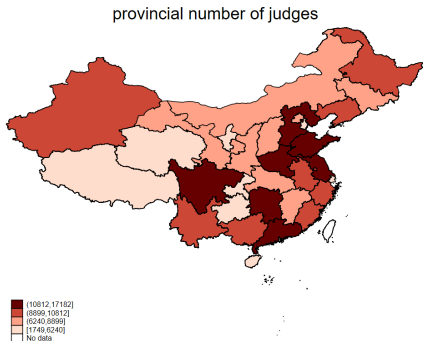 provincial number of judges
(10812,17182]
(8899,10812]
(6240,8899]
[1749,6240]
No data